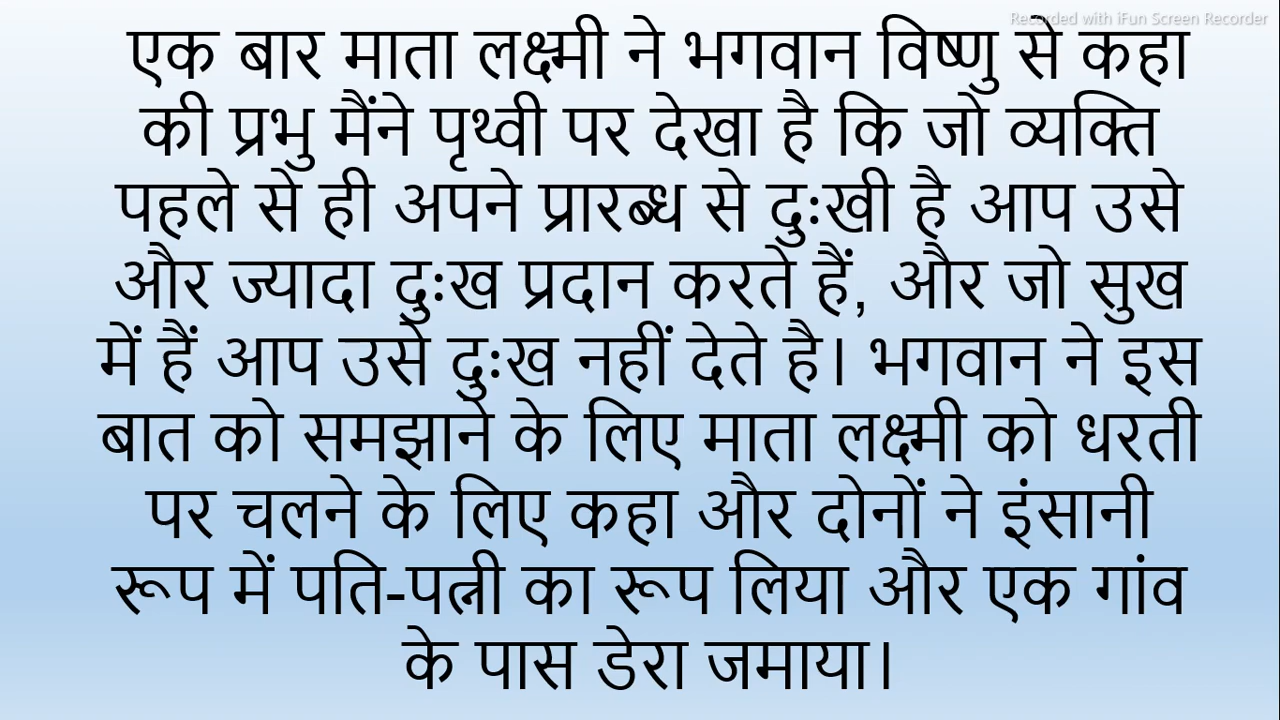 Recorded with iFun Screen Recorder
एक बार माता लक्ष्मी ने भगवान विष्णु से कहा
की प्रभु मैंने पृथ्वी पर देखा है कि जो व्यक्ति
पहले से ही अपने प्रारब्ध से दुःखी है आप उसे
और ज्यादा दुःख प्रदान करते हैं, और जो सुख
में हैं आप उसे दुःख नहीं देते है। भगवान ने इस
बात को समझाने के लिए माता लक्ष्मी को धरती
पर चलने के लिए कहा और दोनों ने इंसानी
रूप में पति-पत्नी का रूप लिया और एक गांव
के पास डेरा जमाया।